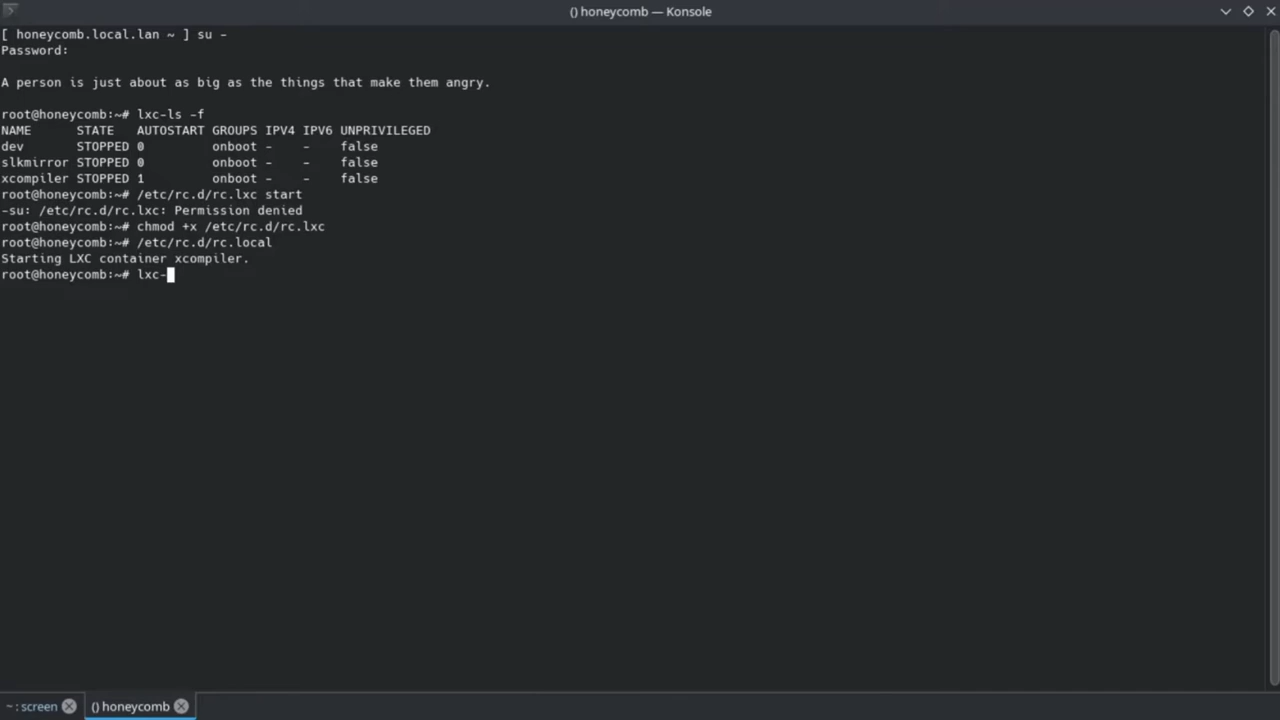 () honeycomb — Konsole
[ honeycomb.local.lan ~ ] su -
Password:
A person is just about as big as the things that make them angry.
root@honeycomb:~# lxc-ls -f
NAME      STATE   AUTOSTART GROUPS IPV4 IPV6 UNPRIVILEGED
dev       STOPPED 0         onboot -    -    false
slkmirror STOPPED 0         onboot -    -    false
xcompiler STOPPED 1         onboot -    -    false
root@honeycomb:~# /etc/rc.d/rc.lxc start
-su: /etc/rc.d/rc.lxc: Permission denied
root@honeycomb:~# chmod +x /etc/rc.d/rc.lxc
root@honeycomb:~# /etc/rc.d/rc.local
Starting LXC container xcompiler.
root@honeycomb:~# lxc-
~ : screen
() honeycomb